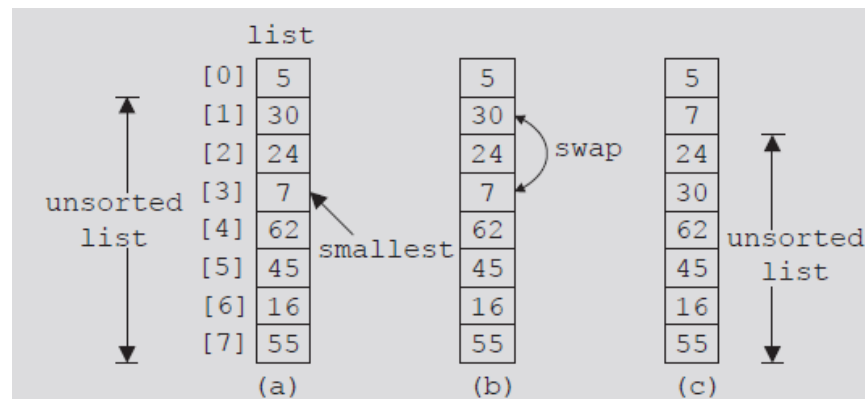 list
[0] 5 5 5
[1] 30 30 7
[2] 24 24 24
swap
[3] 7 7 30
unsorted
list
[4] 62 62 62
smallest
unsorted
list
[5] 45 45 45
[6] 16 16 16
[7] 55 55 55
(a) (b) (c)